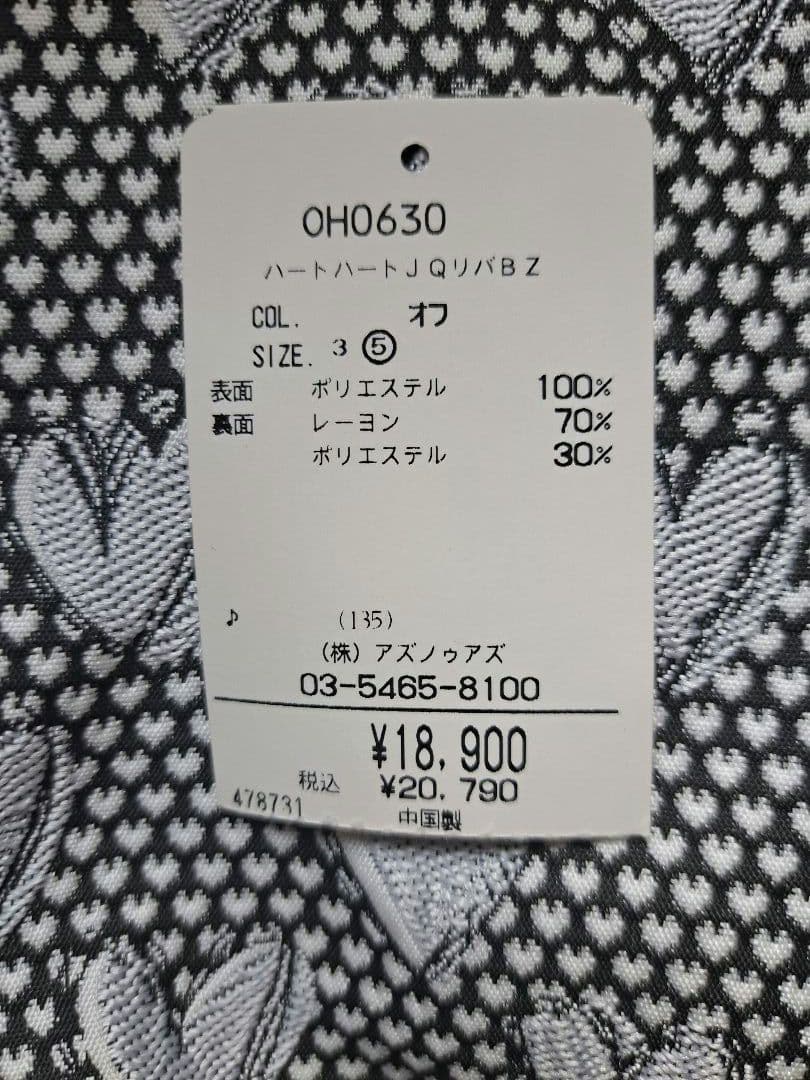 OH0630
ハートハートJQリバBZ
COL. オフ
SIZE. 3 ⑤
表面 ポリエステル 100%
裏面 レーヨン 70%
ポリエステル 30%
♪ (135)
(株)アズノゥアズ
03-5465-8100
¥18,900
税込 ¥20,790
478731 中国製